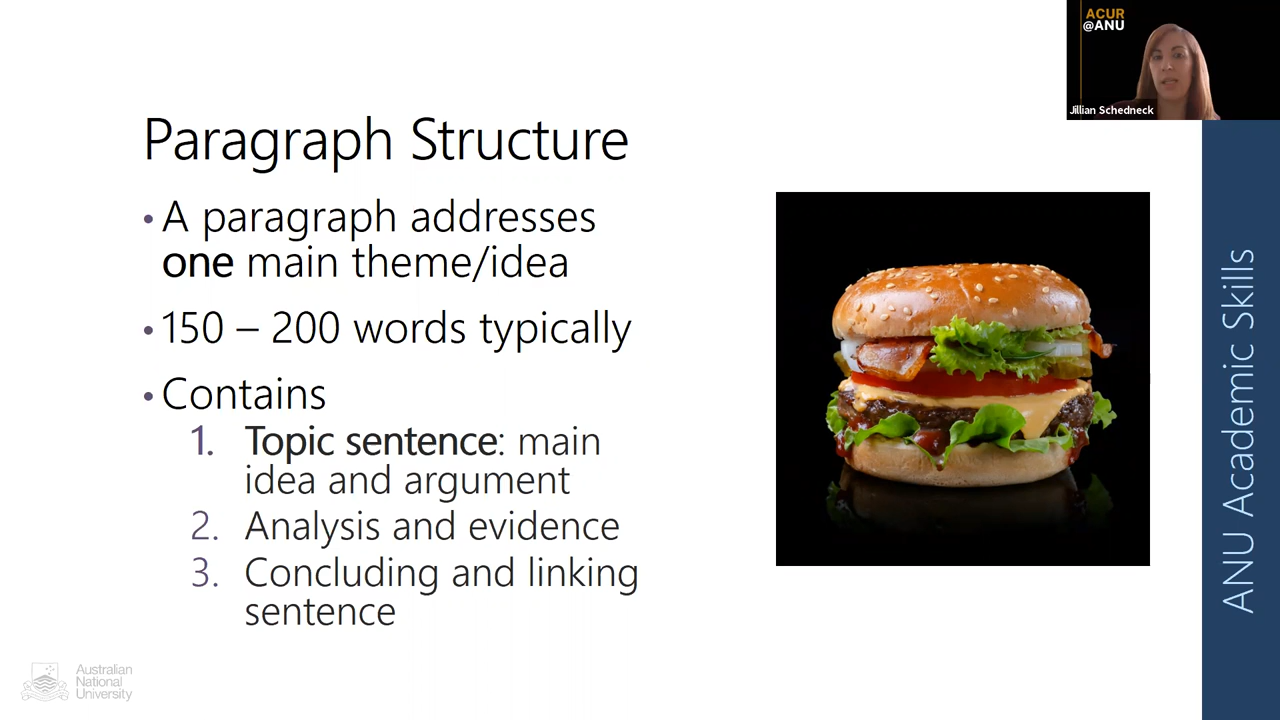 ACUR
@ANU
Jillian Schedneck
Paragraph Structure
• A paragraph addresses
one main theme/idea
• 150 – 200 words typically
• Contains
1. Topic sentence: main
idea and argument
2. Analysis and evidence
3. Concluding and linking
sentence
ANU Academic Skills
Australian
National
University